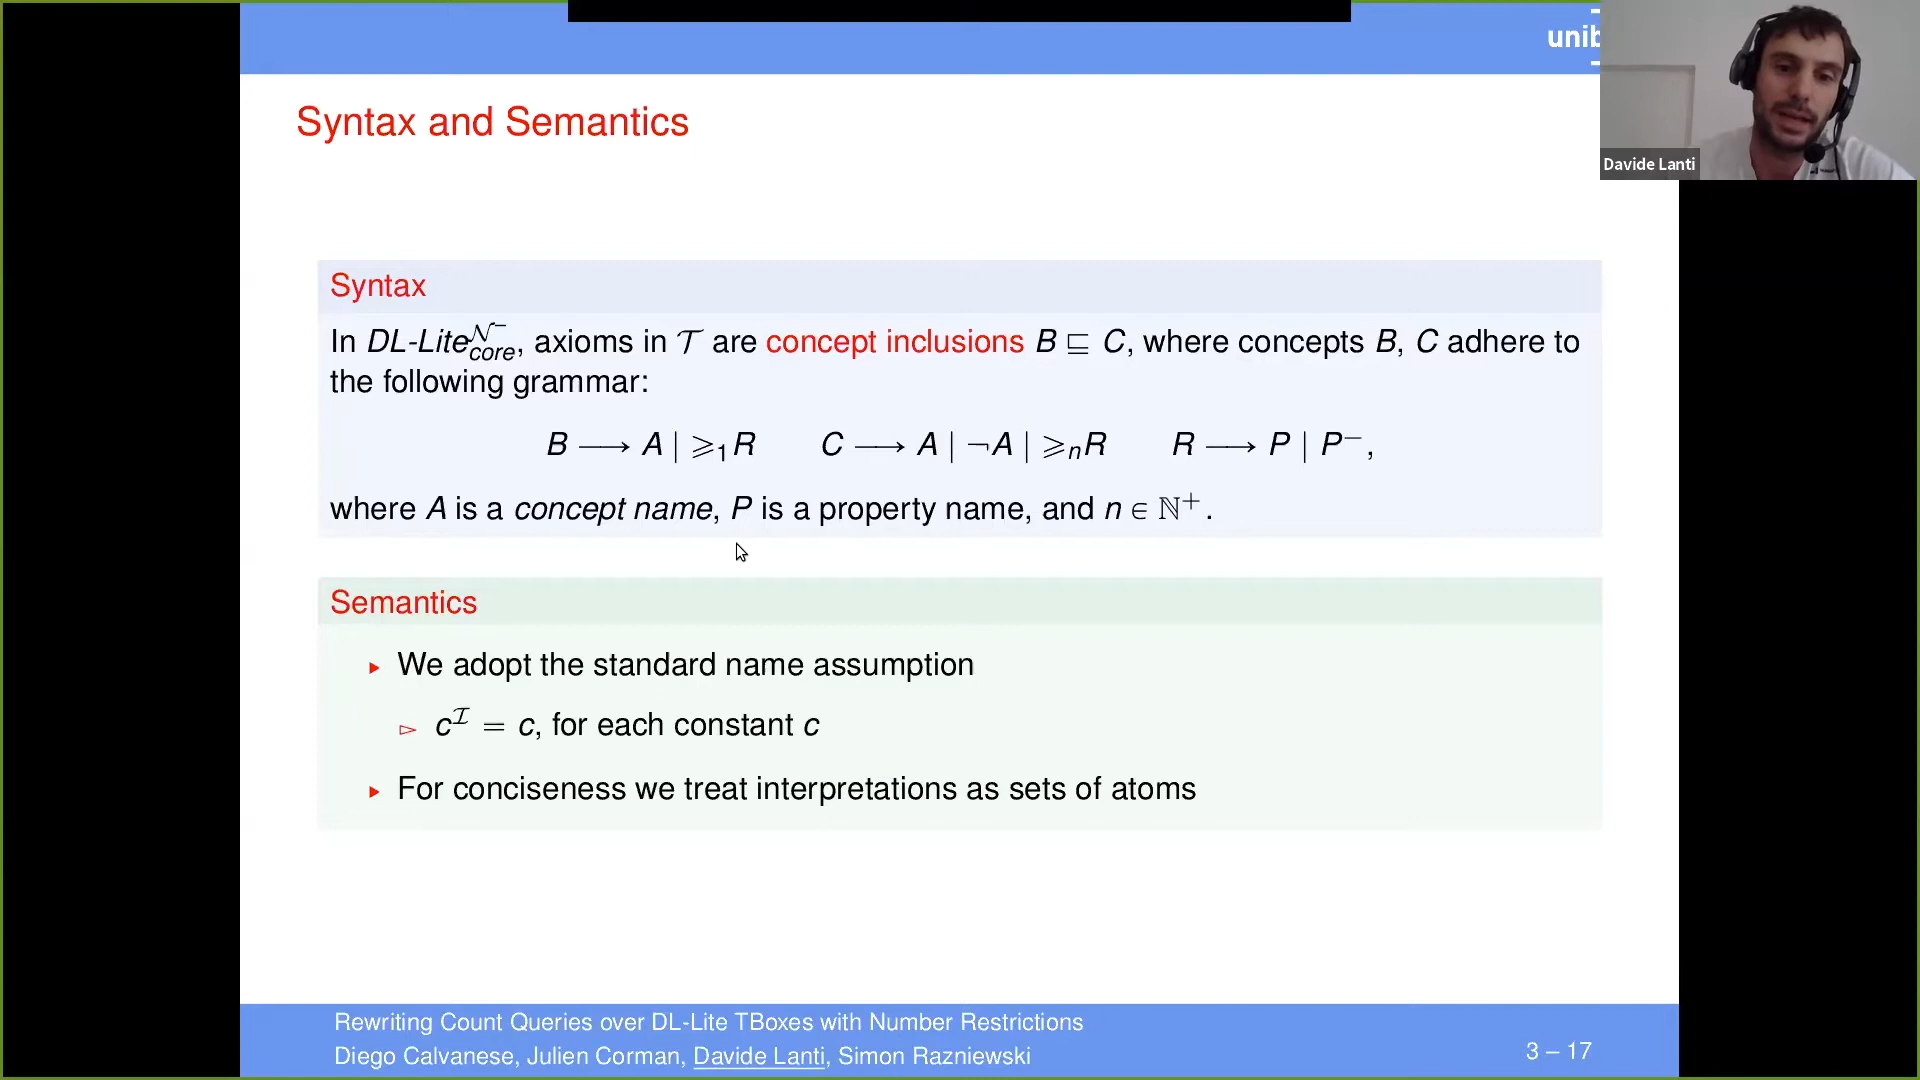 unib
Davide Lanti
Syntax and Semantics
Syntax
In DL-Lite_core^{𝒩⁻}, axioms in 𝒯 are concept inclusions B ⊑ C, where concepts B, C adhere to
the following grammar:
B ⟶ A | ⩾₁R C ⟶ A | ¬A | ⩾ₙR R ⟶ P | P⁻,
where A is a concept name, P is a property name, and n ∈ ℕ⁺.
Semantics
▸ We adopt the standard name assumption
▹ c^ℐ = c, for each constant c
▸ For conciseness we treat interpretations as sets of atoms
Rewriting Count Queries over DL-Lite TBoxes with Number Restrictions
Diego Calvanese, Julien Corman, Davide Lanti, Simon Razniewski
3 – 17